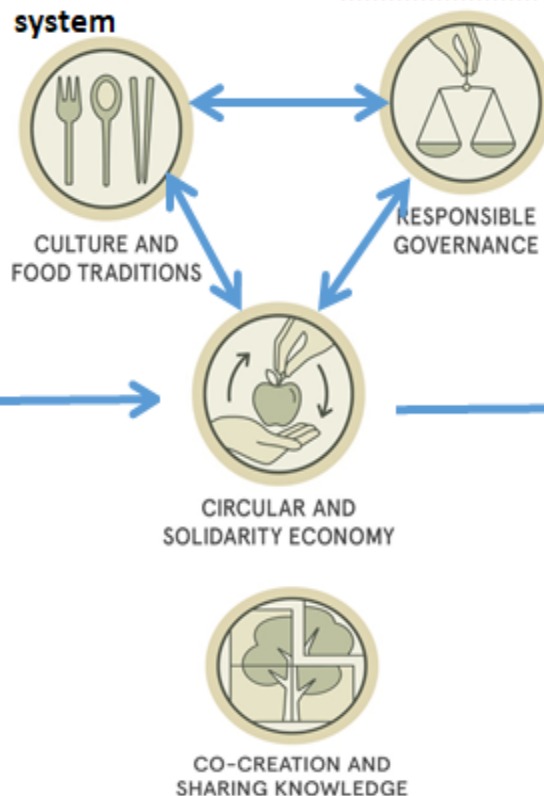 system
CULTURE AND
FOOD TRADITIONS
RESPONSIBLE
GOVERNANCE
CIRCULAR AND
SOLIDARITY ECONOMY
CO-CREATION AND
SHARING KNOWLEDGE